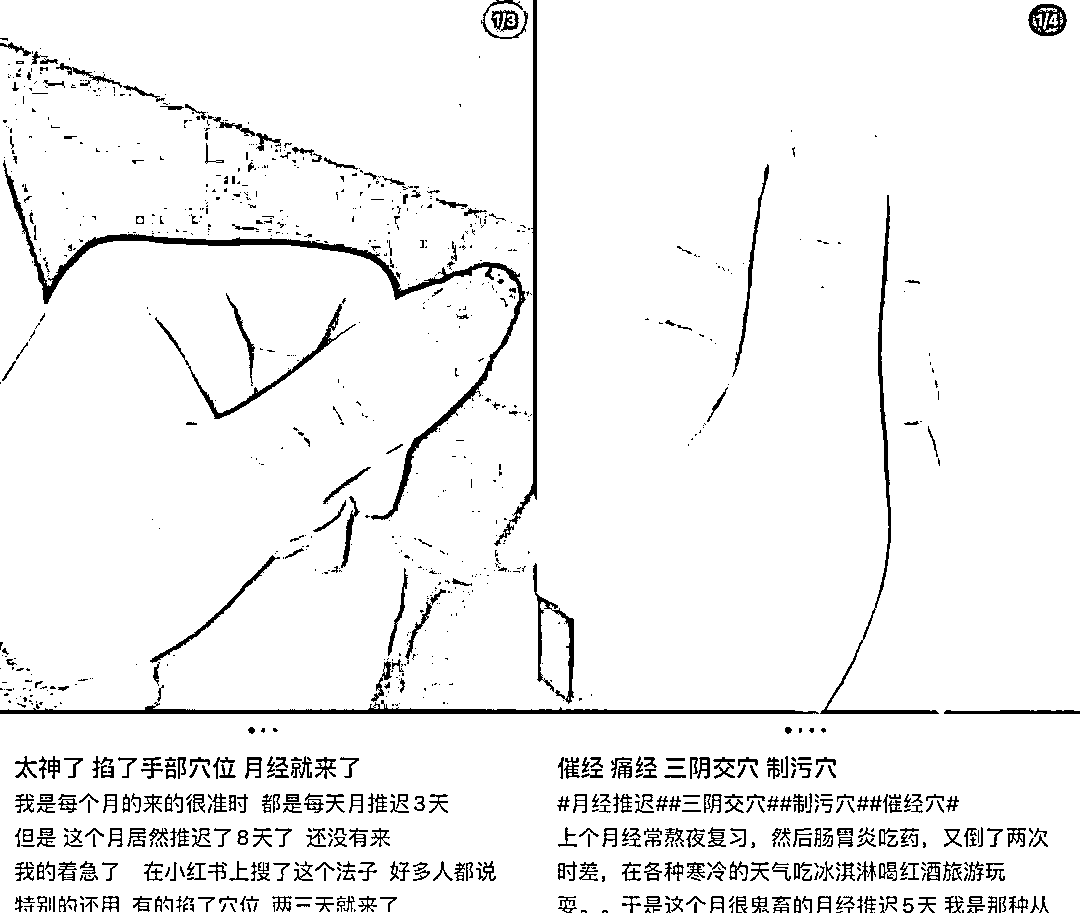 1/3
太神了 掐了手部穴位 月经就来了
我是每个月的来的很准时 都是每天月推迟3天
但是 这个月居然推迟了8天了 还没有来
我的着急了 在小红书上搜了这个法子 好多人都说
特别的还用 有的掐了穴位 两三天就来了
1/4
催经 痛经 三阴交穴 制污穴
#月经推迟##三阴交穴##制污穴##催经穴#
上个月经常熬夜复习，然后肠胃炎吃药，又倒了两次
时差，在各种寒冷的天气吃冰淇淋喝红酒旅游玩
耍。。于是这个月很鬼畜的月经推迟5天 我是那种从